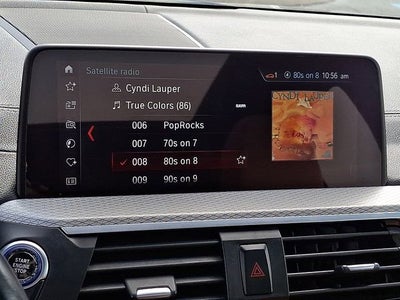 Satellite radio
80s on 8 10:56 am
Cyndi Lauper
True Colors (86)
006 PopRocks
007 70s on 7
008 80s on 8
009 90s on 9
CYNDI LAUPER
START
ENGINE
STOP